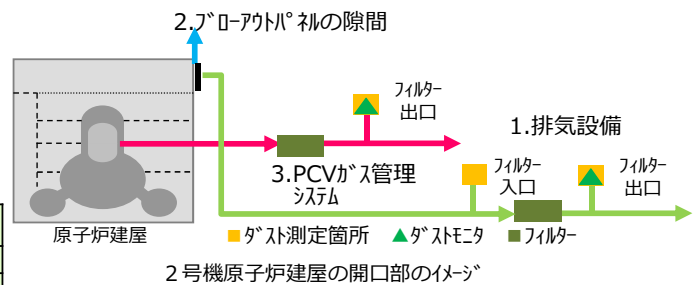 2.ブローアウトパネルの隙間
フィルター
出口
1.排気設備
3.PCVガス管理
システム
フィルター
入口
フィルター
出口
原子炉建屋
■ダスト測定箇所 ▲ダストモニタ ■フィルター
2号機原子炉建屋の開口部のイメージ